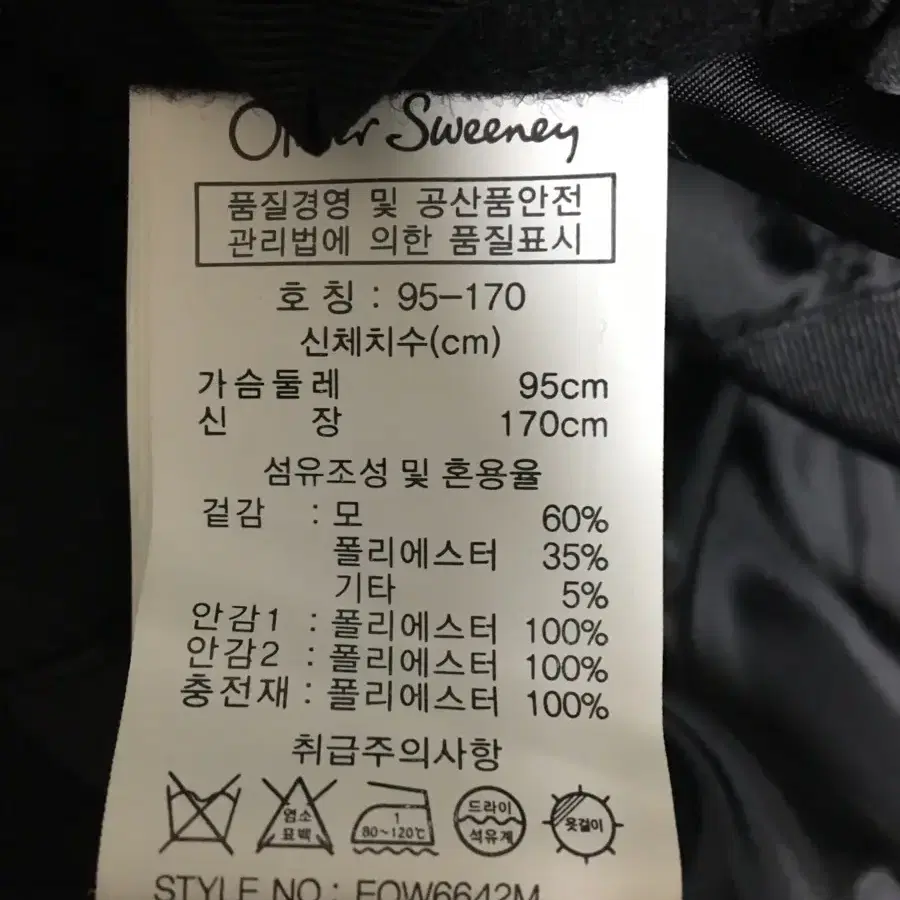 Sweeney
품질경영 및 공산품안전
관리법에 의한 품질표시
호 칭 : 95-170
신체치수(cm)
가슴둘레 95cm
신 장 170cm
섬유조성 및 혼용율
겉감 : 모 60%
폴리에스터 35%
기타 5%
안감1 : 폴리에스터 100%
안감2 : 폴리에스터 100%
충전재 : 폴리에스터 100%
취급주의사항
염소
표백
1
80~120℃
드라이
석유계
옷걸이
STYLE NO : EOW6642M